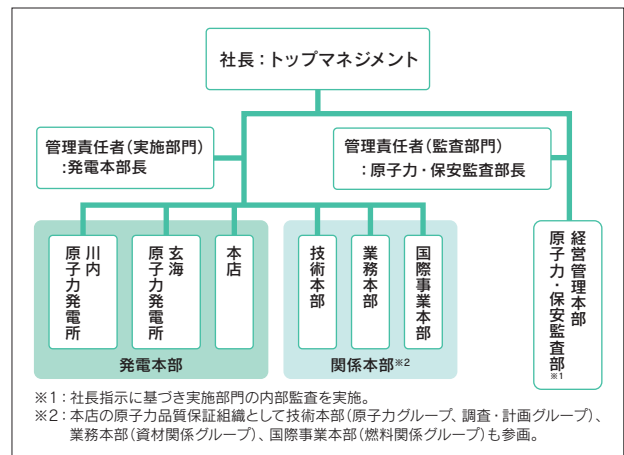 社長：トップマネジメント
管理責任者（実施部門）
：発電本部長
管理責任者（監査部門）
：原子力・保安監査部長
川内
原子力発電所
玄海
原子力発電所
本店
技術本部
業務本部
国際事業本部
経営管理本部
原子力・保安監査部※1
発電本部
関係本部※2
※1：社長指示に基づき実施部門の内部監査を実施。
※2：本店の原子力品質保証組織として技術本部（原子力グループ、調査・計画グループ）、
業務本部（資材関係グループ）、国際事業本部（燃料関係グループ）も参画。